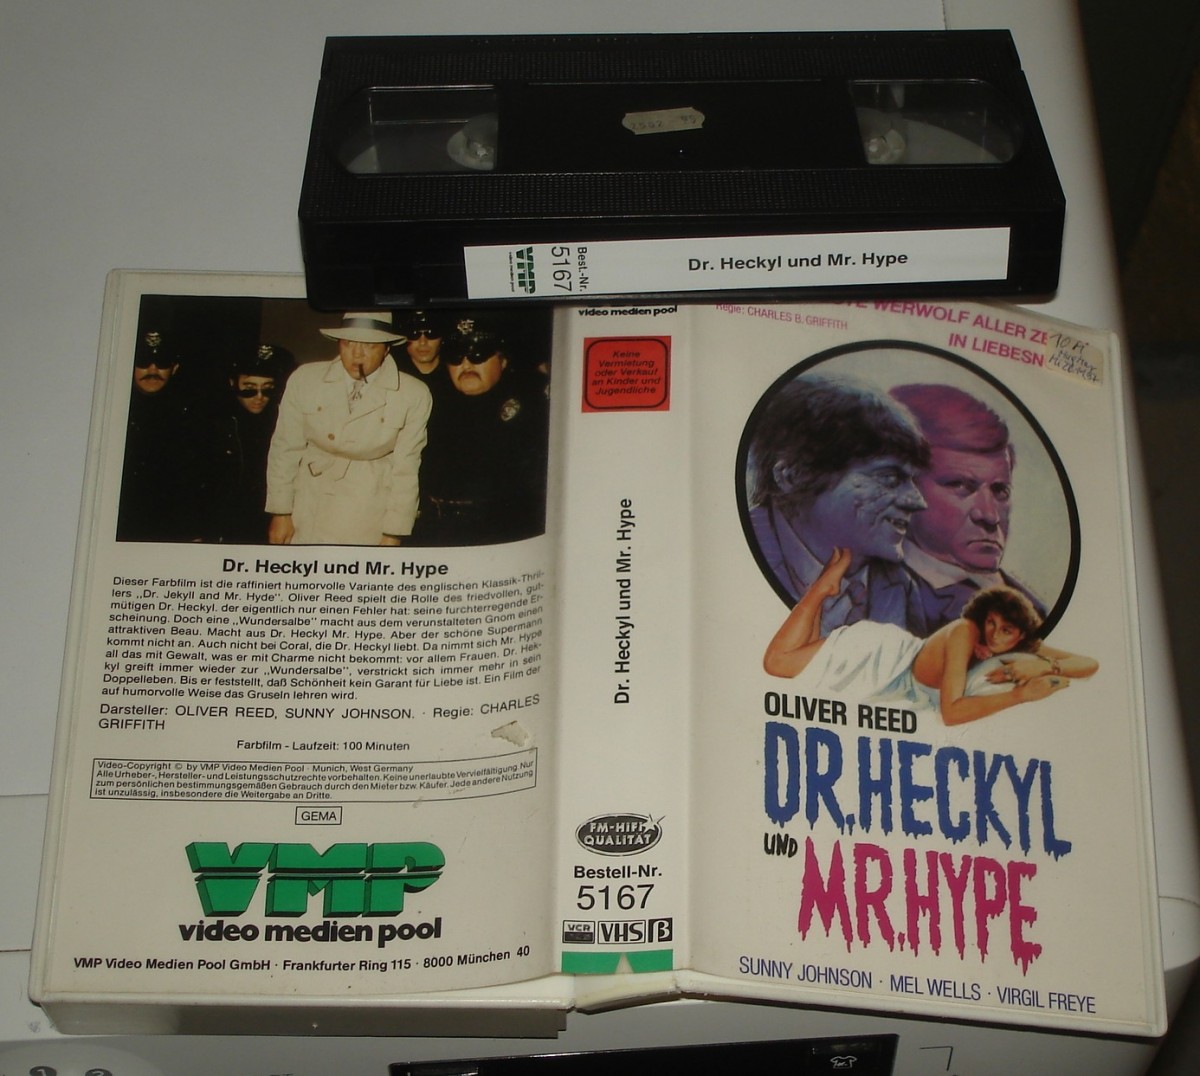 Dr. Heckyl und Mr. Hype
Best.-Nr.
5167
VMP
video medien pool
Dr. Heckyl und Mr. Hype
Dieser Farbfilm ist die raffiniert humorvolle Variante des englischen Klassik-Thril-
lers „Dr. Jekyll and Mr. Hyde“. Oliver Reed spielt die Rolle des friedvollen, gut-
mütigen Dr. Heckyl. der eigentlich nur einen Fehler hat: seine furchterregende Er-
scheinung. Doch eine „Wundersalbe“ macht aus dem verunstalteten Gnom einen
attraktiven Beau. Macht aus Dr. Heckyl Mr. Hype. Aber der schöne Supermann
kommt nicht an. Auch nicht bei Coral, die Dr. Heckyl liebt. Da nimmt sich Mr. Hype
all das mit Gewalt, was er mit Charme nicht bekommt: vor allem Frauen. Dr. Hek-
kyl greift immer wieder zur „Wundersalbe“, verstrickt sich immer mehr in sein
Doppelleben. Bis er feststellt, daß Schönheit kein Garant für Liebe ist. Ein Film der
auf humorvolle Weise das Gruseln lehren wird.
Darsteller: OLIVER REED, SUNNY JOHNSON. · Regie: CHARLES
GRIFFITH
Farbfilm - Laufzeit: 100 Minuten
Video-Copyright © by VMP Video Medien Pool - Munich, West Germany
Alle Urheber-, Hersteller- und Leistungsschutzrechte vorbehalten. Keine unerlaubte Vervielfältigung. Nur
zum persönlichen bestimmungsgemäßen Gebrauch durch den Mieter bzw. Käufer. Jede andere Nutzung
ist unzulässig, insbesondere die Weitergabe an Dritte.
GEMA
VMP
video medien pool
VMP Video Medien Pool GmbH · Frankfurter Ring 115 · 8000 München 40
video medien pool
Keine
Vermietung
oder Verkauf
an Kinder und
Jugendliche
Dr. Heckyl und Mr. Hype
FM-HIFI
QUALITÄT
Bestell-Nr.
5167
VCR
VHS
β
WERWOLF ALLER ZE
IN LIEBESN
Regie: CHARLES B. GRIFFITH
OLIVER REED
DR.HECKYL
UND
MR.HYPE
SUNNY JOHNSON · MEL WELLS · VIRGIL FREYE